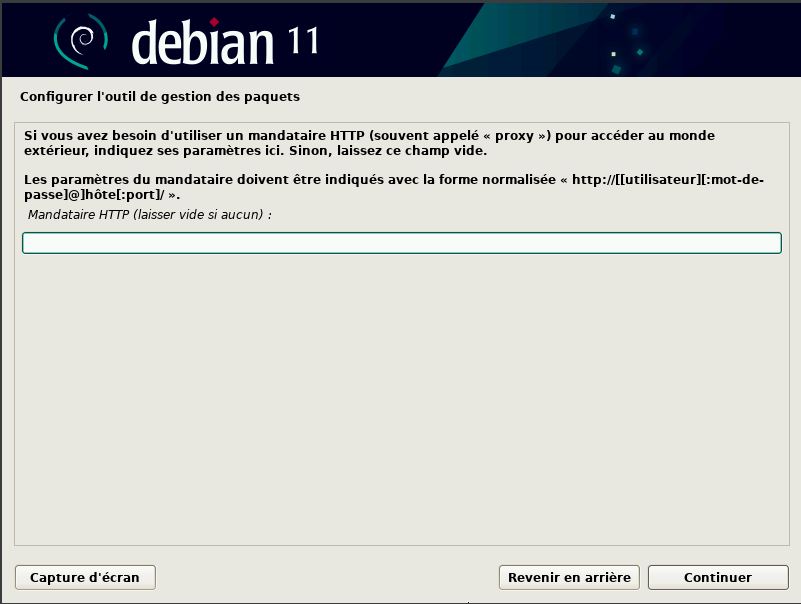 debian 11
Configurer l'outil de gestion des paquets
Si vous avez besoin d'utiliser un mandataire HTTP (souvent appelé « proxy ») pour accéder au monde
extérieur, indiquez ses paramètres ici. Sinon, laissez ce champ vide.
Les paramètres du mandataire doivent être indiqués avec la forme normalisée « http://[[utilisateur][:mot-de-
passe]@]hôte[:port]/ ».
Mandataire HTTP (laisser vide si aucun) :
Capture d'écran
Revenir en arrière
Continuer